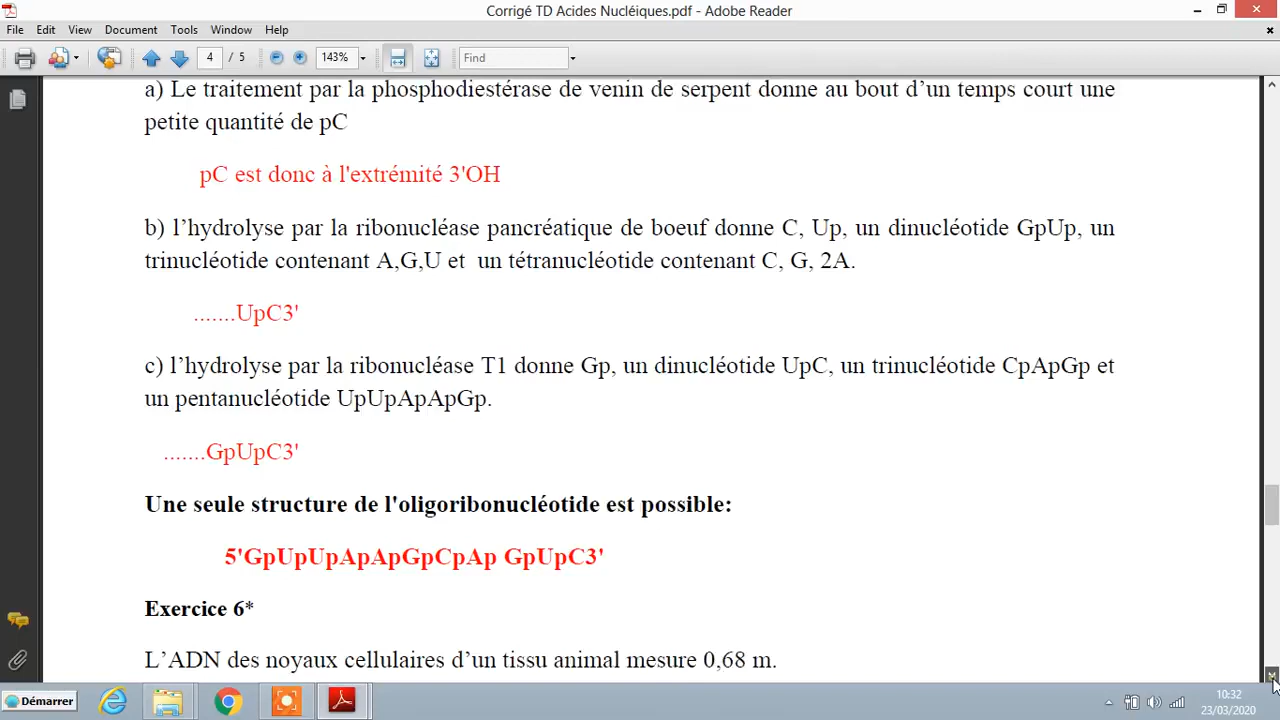 Corrigé TD Acides Nucléiques.pdf - Adobe Reader
File Edit View Document Tools Window Help
4 / 5 143% Find
a) Le traitement par la phosphodiestérase de venin de serpent donne au bout d’un temps court une
petite quantité de pC
pC est donc à l'extrémité 3'OH
b) l’hydrolyse par la ribonucléase pancréatique de boeuf donne C, Up, un dinucléotide GpUp, un
trinucléotide contenant A,G,U et un tétranucléotide contenant C, G, 2A.
.......UpC3'
c) l’hydrolyse par la ribonucléase T1 donne Gp, un dinucléotide UpC, un trinucléotide CpApGp et
un pentanucléotide UpUpApApGp.
.......GpUpC3'
Une seule structure de l'oligoribonucléotide est possible:
5'GpUpUpApApGpCpAp GpUpC3'
Exercice 6*
L’ADN des noyaux cellulaires d’un tissu animal mesure 0,68 m.
Démarrer
10:32
23/03/2020